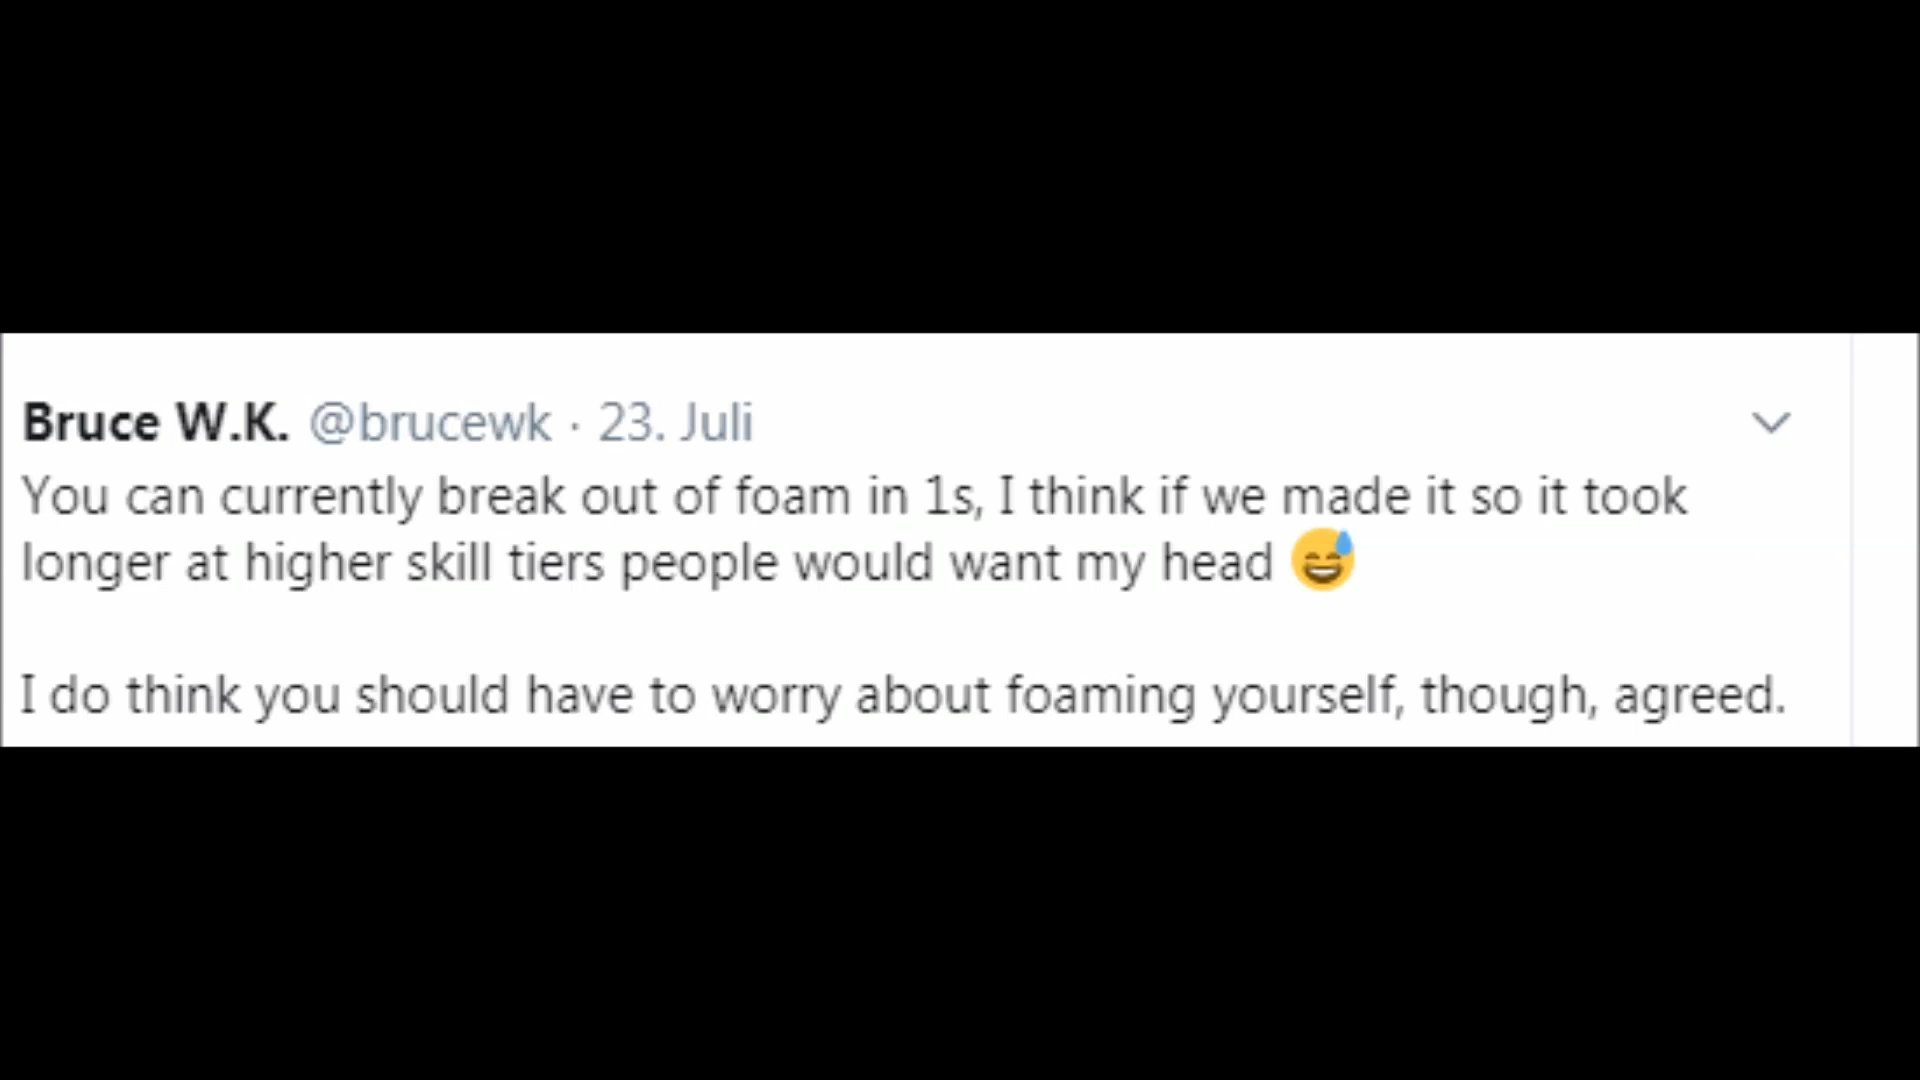 Bruce W.K. @brucewk · 23. Juli
You can currently break out of foam in 1s, I think if we made it so it took
longer at higher skill tiers people would want my head 😅
I do think you should have to worry about foaming yourself, though, agreed.